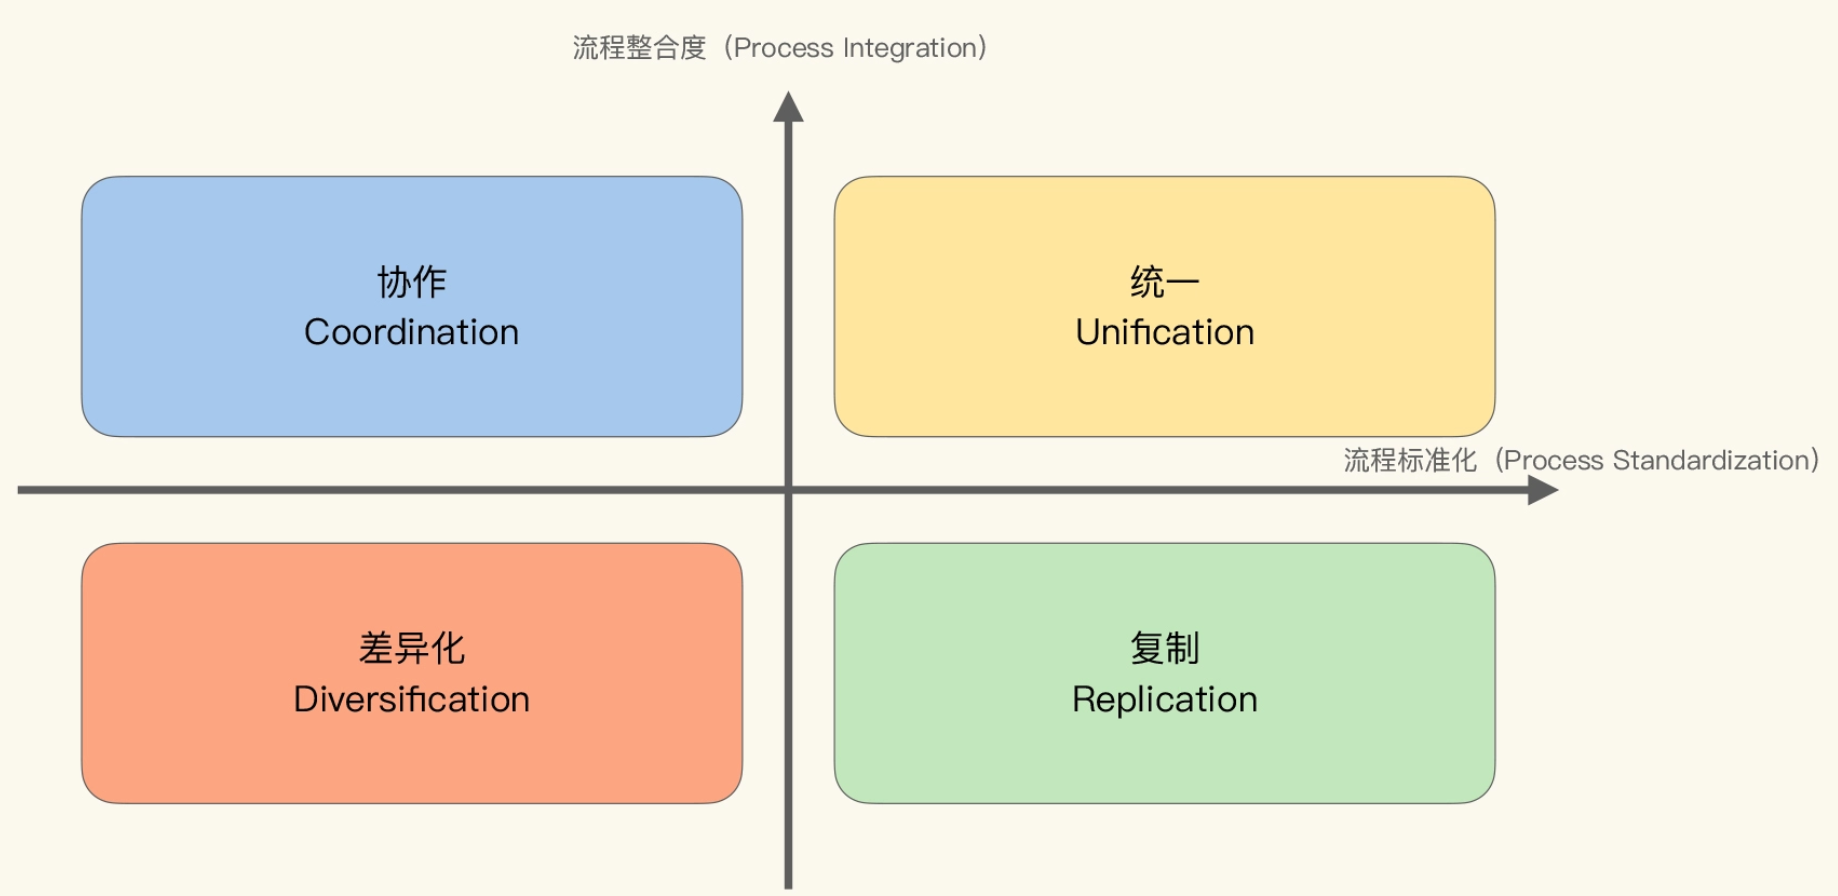 流程整合度（Process Integration）
协作
Coordination
统一
Unification
流程标准化（Process Standardization）
差异化
Diversification
复制
Replication